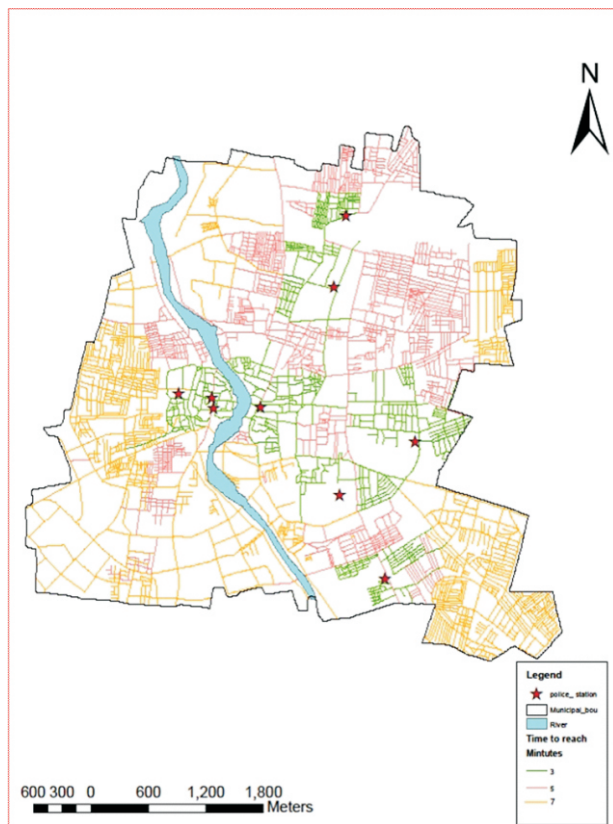 N
Legend
police_ station
Municipal_bou
River
Time to reach
Mintutes
3
5
7
600 300 0 600 1,200 1,800
Meters